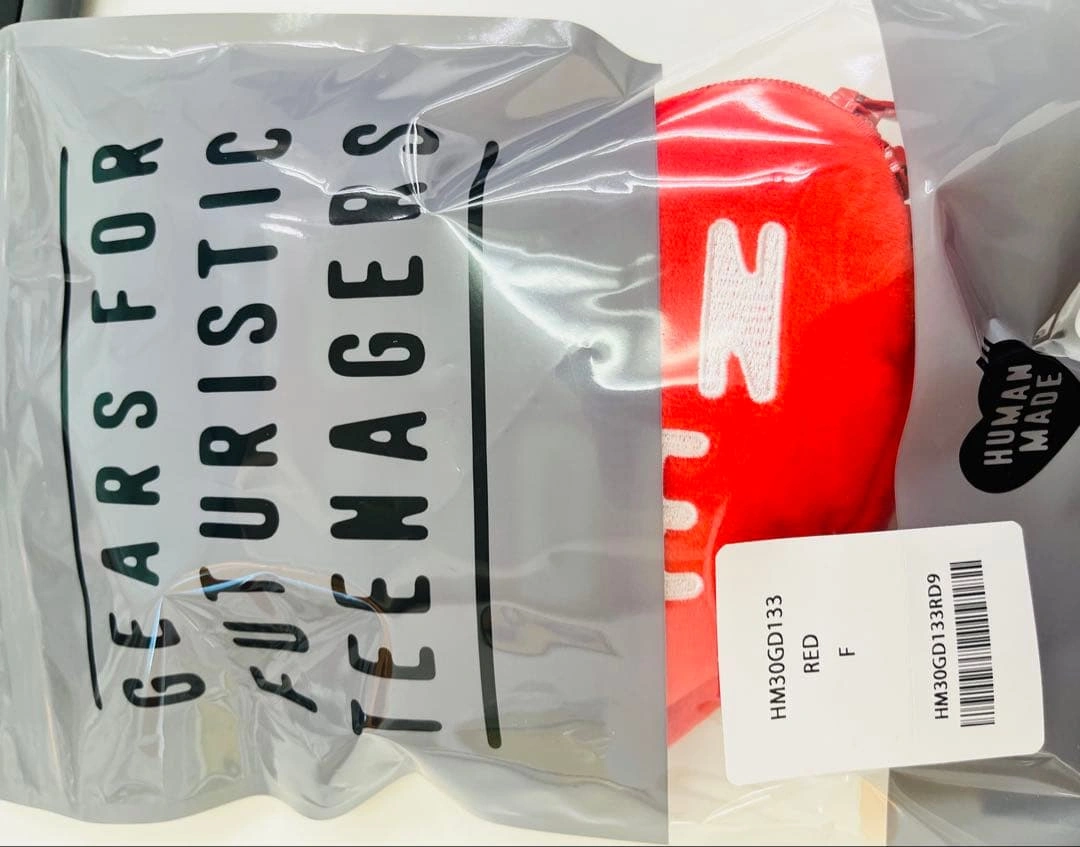 GEARS FOR
FUTURISTIC
TEENAGERS
HUMAN
MADE
HM30GD133
RED
F
HM30GD133RD9